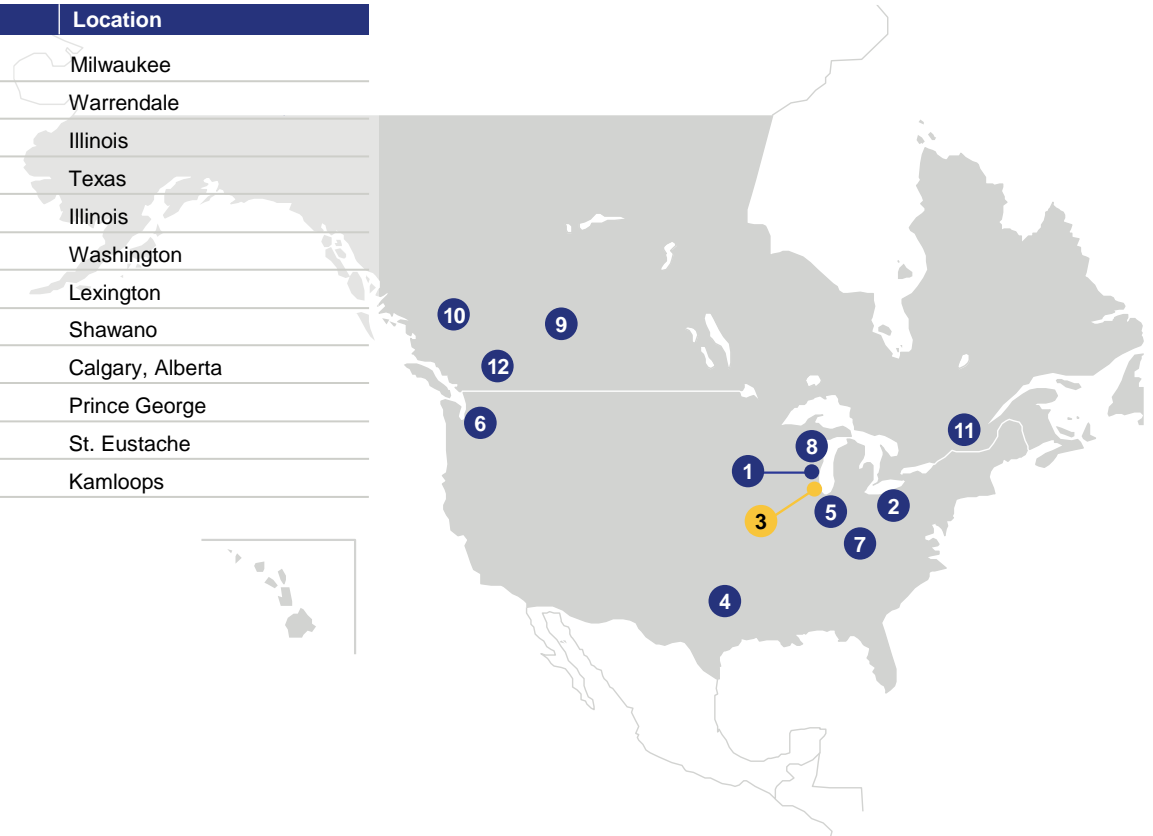 Location
Milwaukee
Warrendale
Illinois
Texas
Illinois
Washington
Lexington
Shawano
Calgary, Alberta
Prince George
St. Eustache
Kamloops
10
9
12
6
11
8
1
2
5
3
7
4